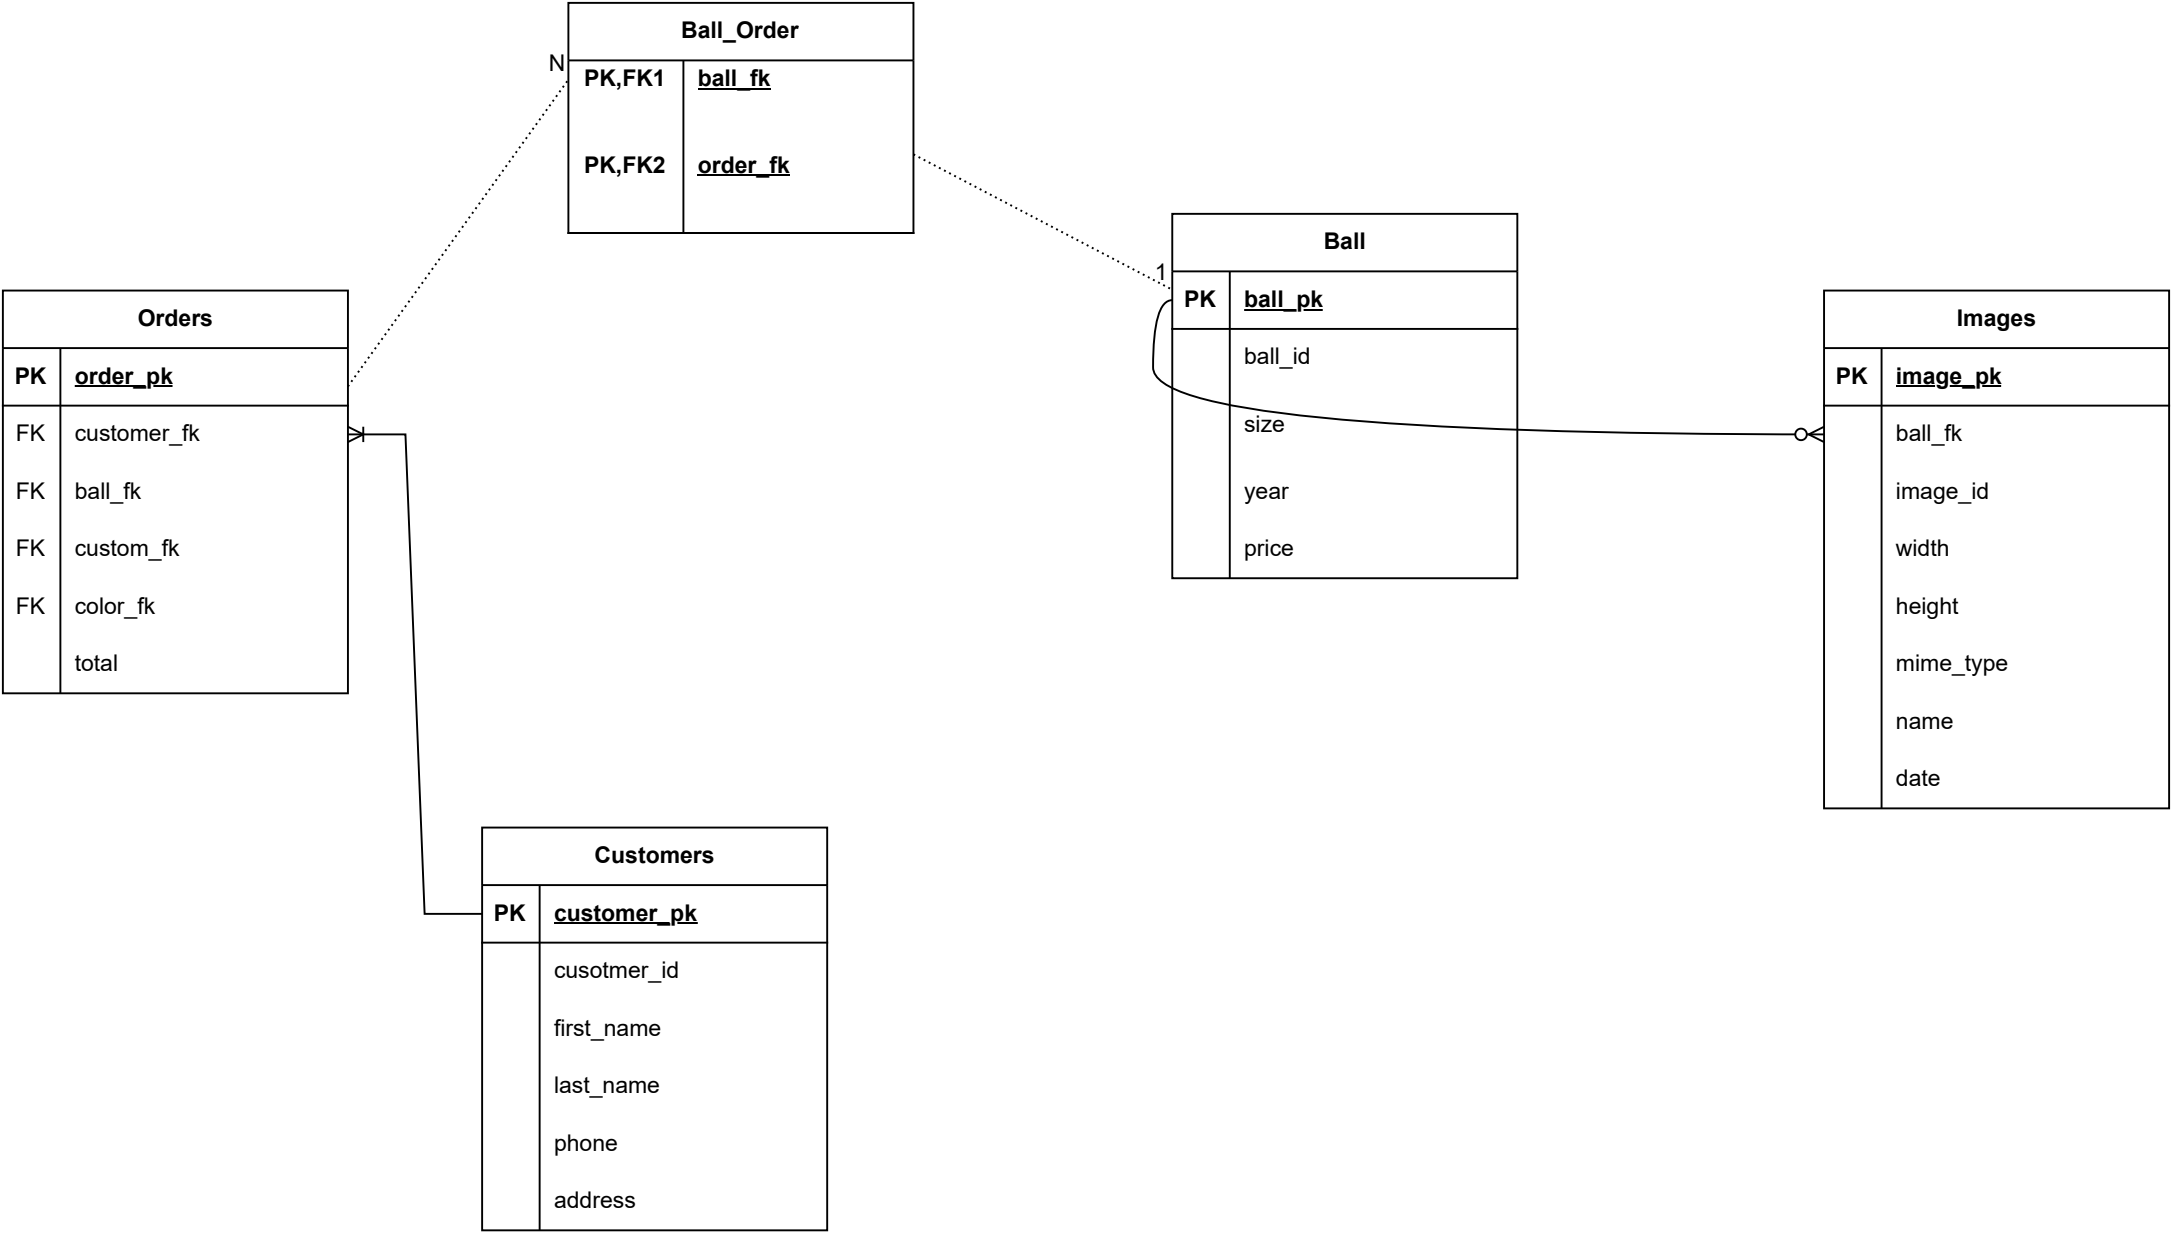 Ball_Order
N
PK,FK1 ball_fk
PK,FK2 order_fk
Orders
PK order_pk
FK customer_fk
FK ball_fk
FK custom_fk
FK color_fk
total
1
Ball
PK ball_pk
ball_id
size
year
price
Images
PK image_pk
ball_fk
image_id
width
height
mime_type
name
date
Customers
PK customer_pk
cusotmer_id
first_name
last_name
phone
address